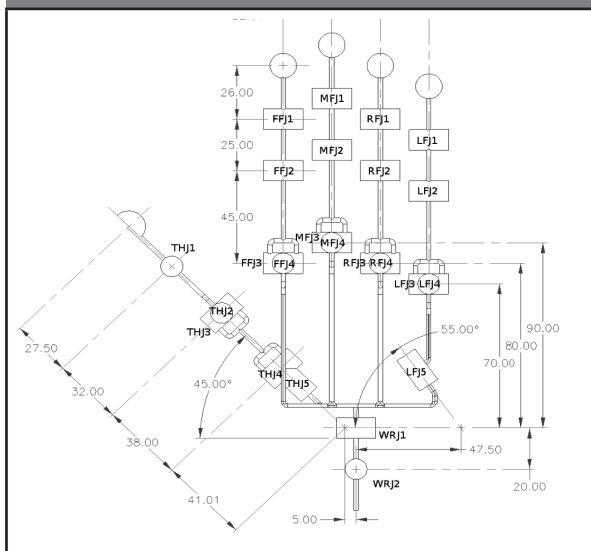 26.00
MFJ1
FFJ1
RFJ1
LFJ1
25.00
MFJ2
FFJ2
RFJ2
LFJ2
45.00
THJ1
MFJ3 MFJ4
FFJ3 FFJ4
RFJ3 RFJ4
LFJ3 LFJ4
THJ2
THJ3
90.00
80.00
70.00
55.00°
27.50
THJ4
THJ5
LFJ5
45.00°
32.00
38.00
WRJ1
47.50
41.01
WRJ2
20.00
5.00